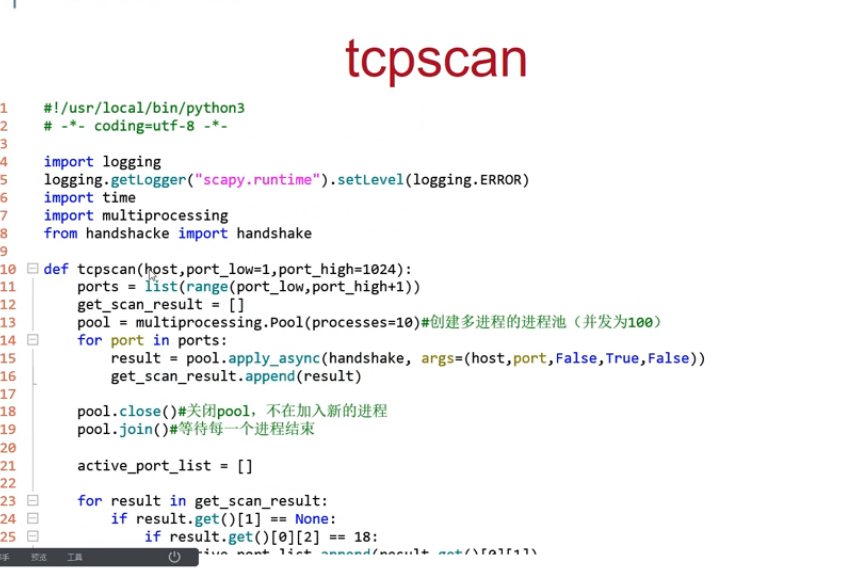 tcpscan
1 #!/usr/local/bin/python3
2 # -*- coding=utf-8 -*-
3
4 import logging
5 logging.getLogger("scapy.runtime").setLevel(logging.ERROR)
6 import time
7 import multiprocessing
8 from handshacke import handshake
9
10 def tcpscan(host,port_low=1,port_high=1024):
11 ports = list(range(port_low,port_high+1))
12 get_scan_result = []
13 pool = multiprocessing.Pool(processes=10)#创建多进程的进程池（并发为100）
14 for port in ports:
15 result = pool.apply_async(handshake, args=(host,port,False,True,False))
16 get_scan_result.append(result)
17
18 pool.close()#关闭pool，不在加入新的进程
19 pool.join()#等待每一个进程结束
20
21 active_port_list = []
22
23 for result in get_scan_result:
24 if result.get()[1] == None:
25 if result.get()[0][2] == 18:
预览 工具